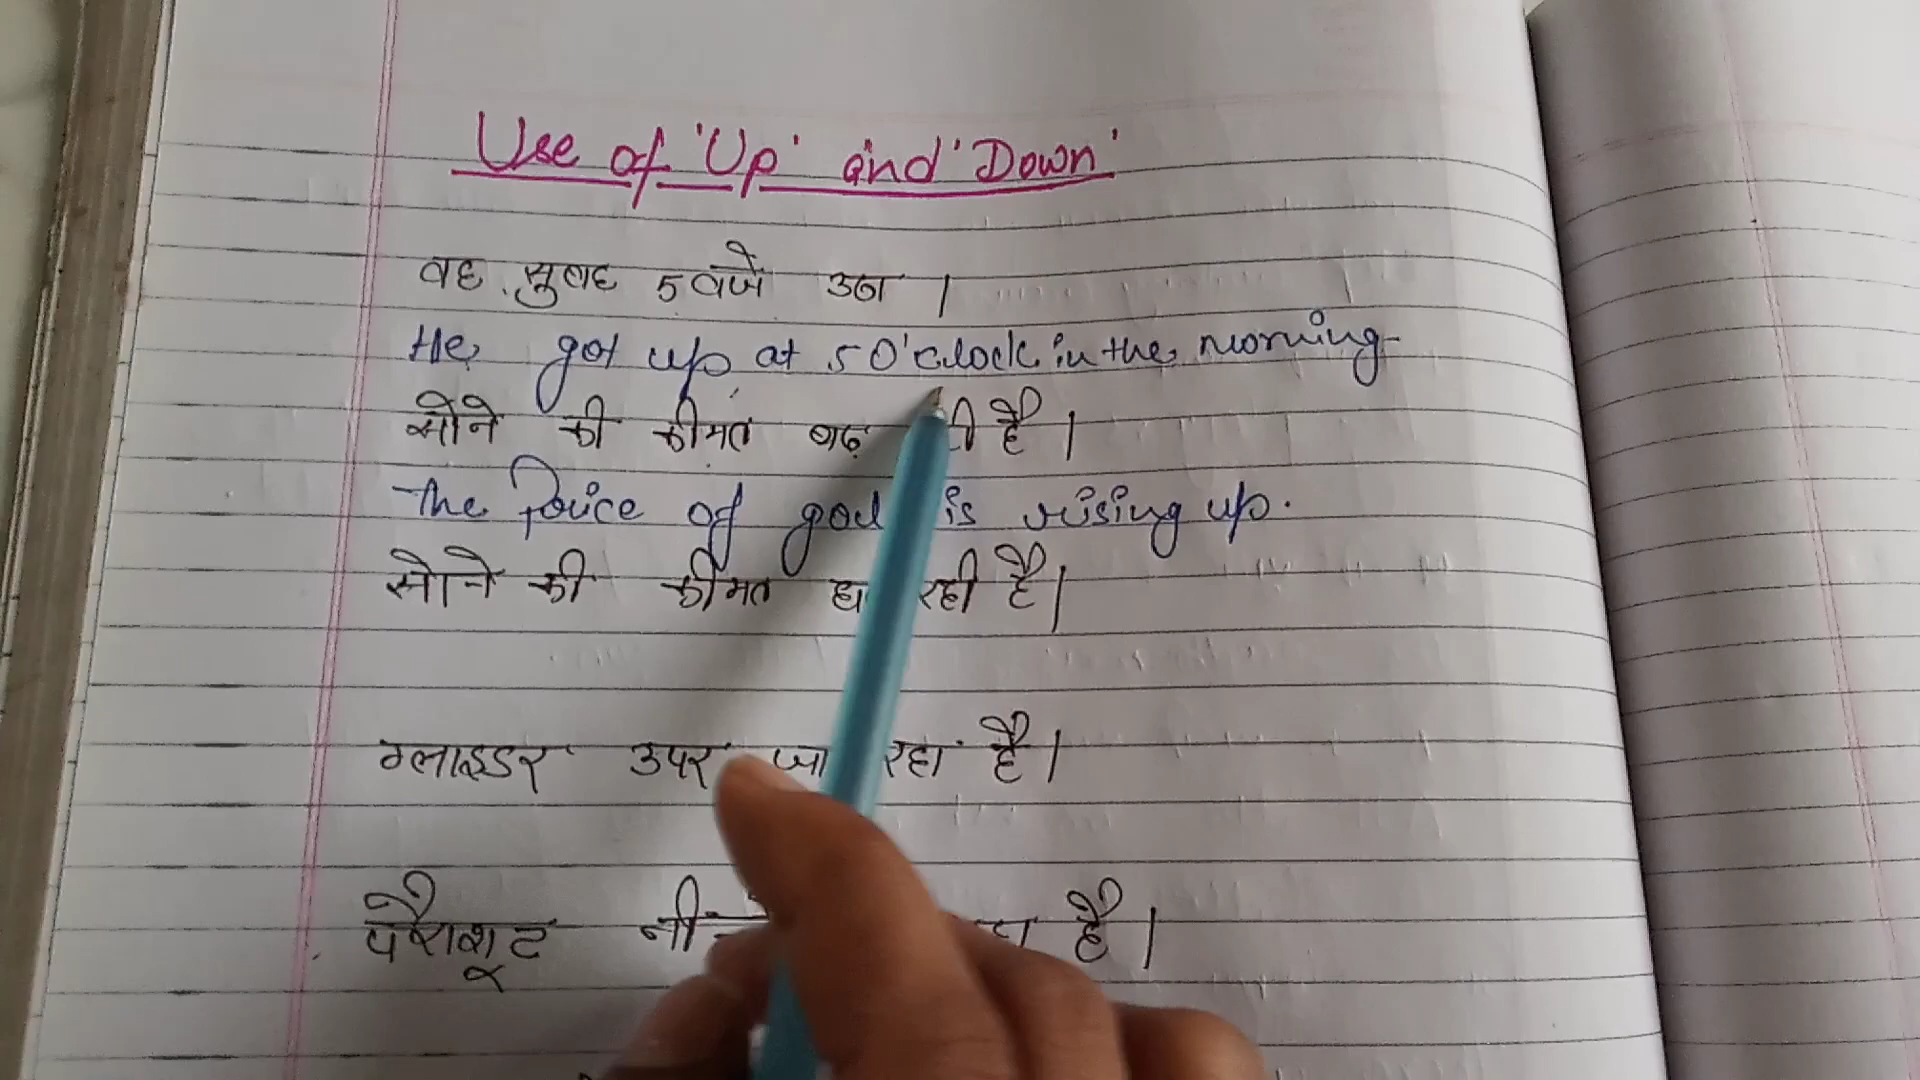 Use of 'Up' and 'Down'
वह सुबह 5 बजे उठा ।
He got up at 5 O'clock in the morning
सोने की कीमत बढ़ है ।
The Price of is rising up.
सोने की कीमत रही है ।
ग्लाइडर उपर जा रहा है ।
पैराशूट है ।